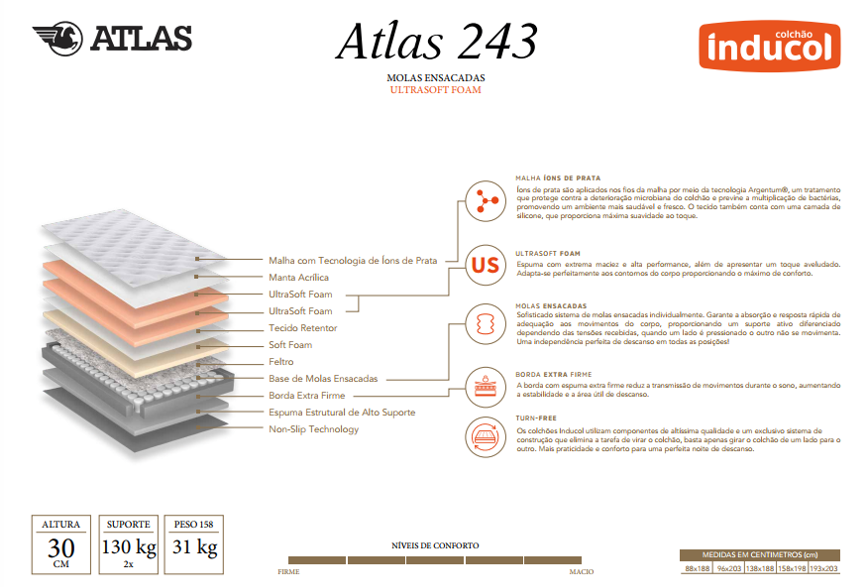 ATLAS
Atlas 243
colchão
inducol
MOLAS ENSACADAS
ULTRASOFT FOAM
Malha com Tecnologia de Íons de Prata
Manta Acrílica
UltraSoft Foam
UltraSoft Foam
Tecido Retentor
Soft Foam
Feltro
Base de Molas Ensacadas
Borda Extra Firme
Espuma Estrutural de Alto Suporte
Non-Slip Technology
MALHA ÍONS DE PRATA
Íons de prata são aplicados nos fios da malha por meio da tecnologia Argentum®, um tratamento
que protege contra a deterioração microbiana do colchão e previne a multiplicação de bactérias,
promovendo um ambiente mais saudável e fresco. O tecido também conta com uma camada de
silicone, que proporciona máxima suavidade ao toque.
US
ULTRASOFT FOAM
Espuma com extrema maciez e alta performance, além de apresentar um toque aveludado.
Adapta-se perfeitamente aos contornos do corpo proporcionando o máximo de conforto.
MOLAS ENSACADAS
Sofisticado sistema de molas ensacadas individualmente. Garante a absorção e resposta rápida de
adequação aos movimentos do corpo, proporcionando um suporte ativo diferenciado
dependendo das tensões recebidas, quando um lado é pressionado o outro não se movimenta.
Uma independência perfeita de descanso em todas as posições!
BORDA EXTRA FIRME
A borda com espuma extra firme reduz a transmissão de movimentos durante o sono, aumentando
a estabilidade e a área útil de descanso.
TURN-FREE
Os colchões Inducol utilizam componentes de altíssima qualidade e um exclusivo sistema de
construção que elimina a tarefa de virar o colchão, basta apenas girar o colchão de um lado para o
outro. Mais praticidade e conforto para uma perfeita noite de descanso.
ALTURA
30
CM
SUPORTE
130 kg
2x
PESO 158
31 kg
NÍVEIS DE CONFORTO
FIRME
MACIO
MEDIDAS EM CENTIMETROS (cm)
88x188 96x203 138x188 158x198 193x203